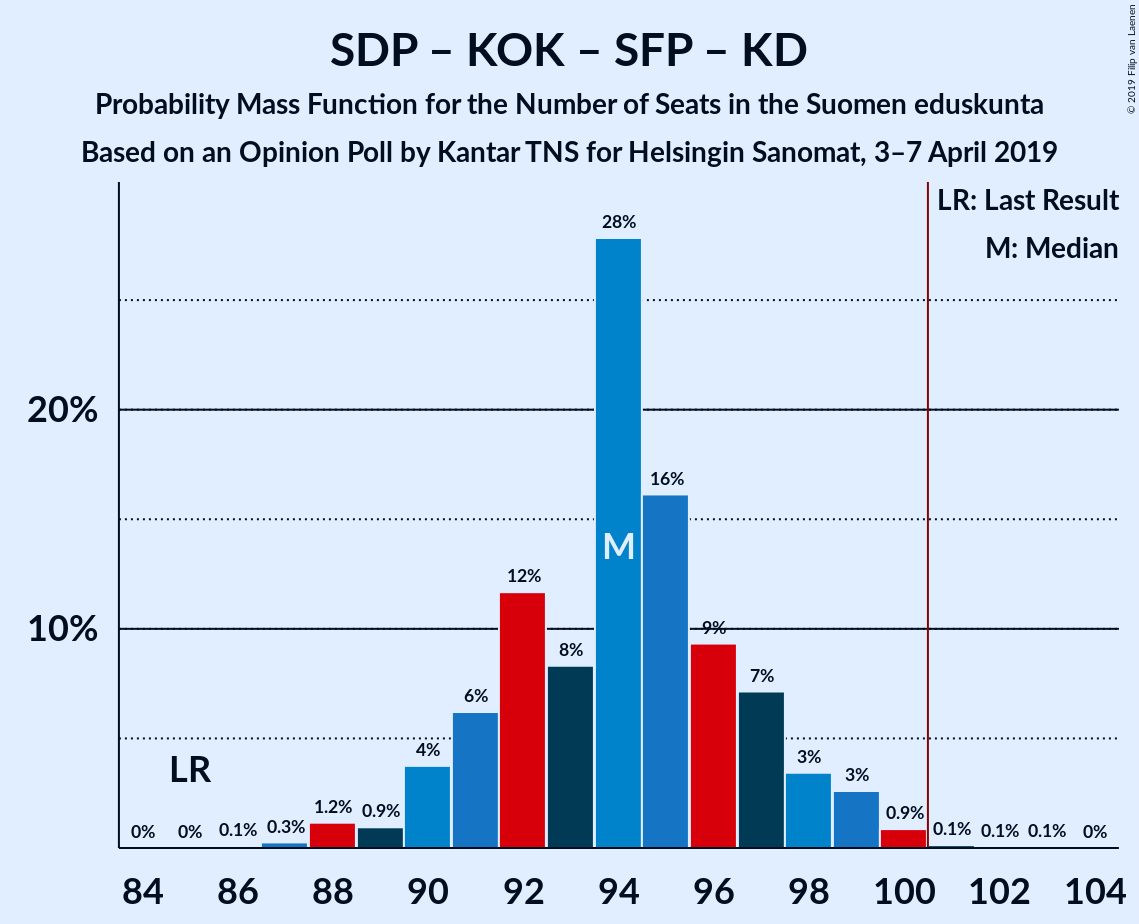 SDP – KOK – SFP – KD
Probability Mass Function for the Number of Seats in the Suomen eduskunta
Based on an Opinion Poll by Kantar TNS for Helsingin Sanomat, 3–7 April 2019
© 2019 Filip van Laenen
LR: Last Result
M: Median
28%
20%
16%
M
12%
10%
9%
8%
7%
6%
4%
3%
LR
3%
1.2%
0.9%
0.9%
0% 0% 0.1% 0.3% 0.1% 0.1% 0.1% 0%
84 86 88 90 92 94 96 98 100 102 104